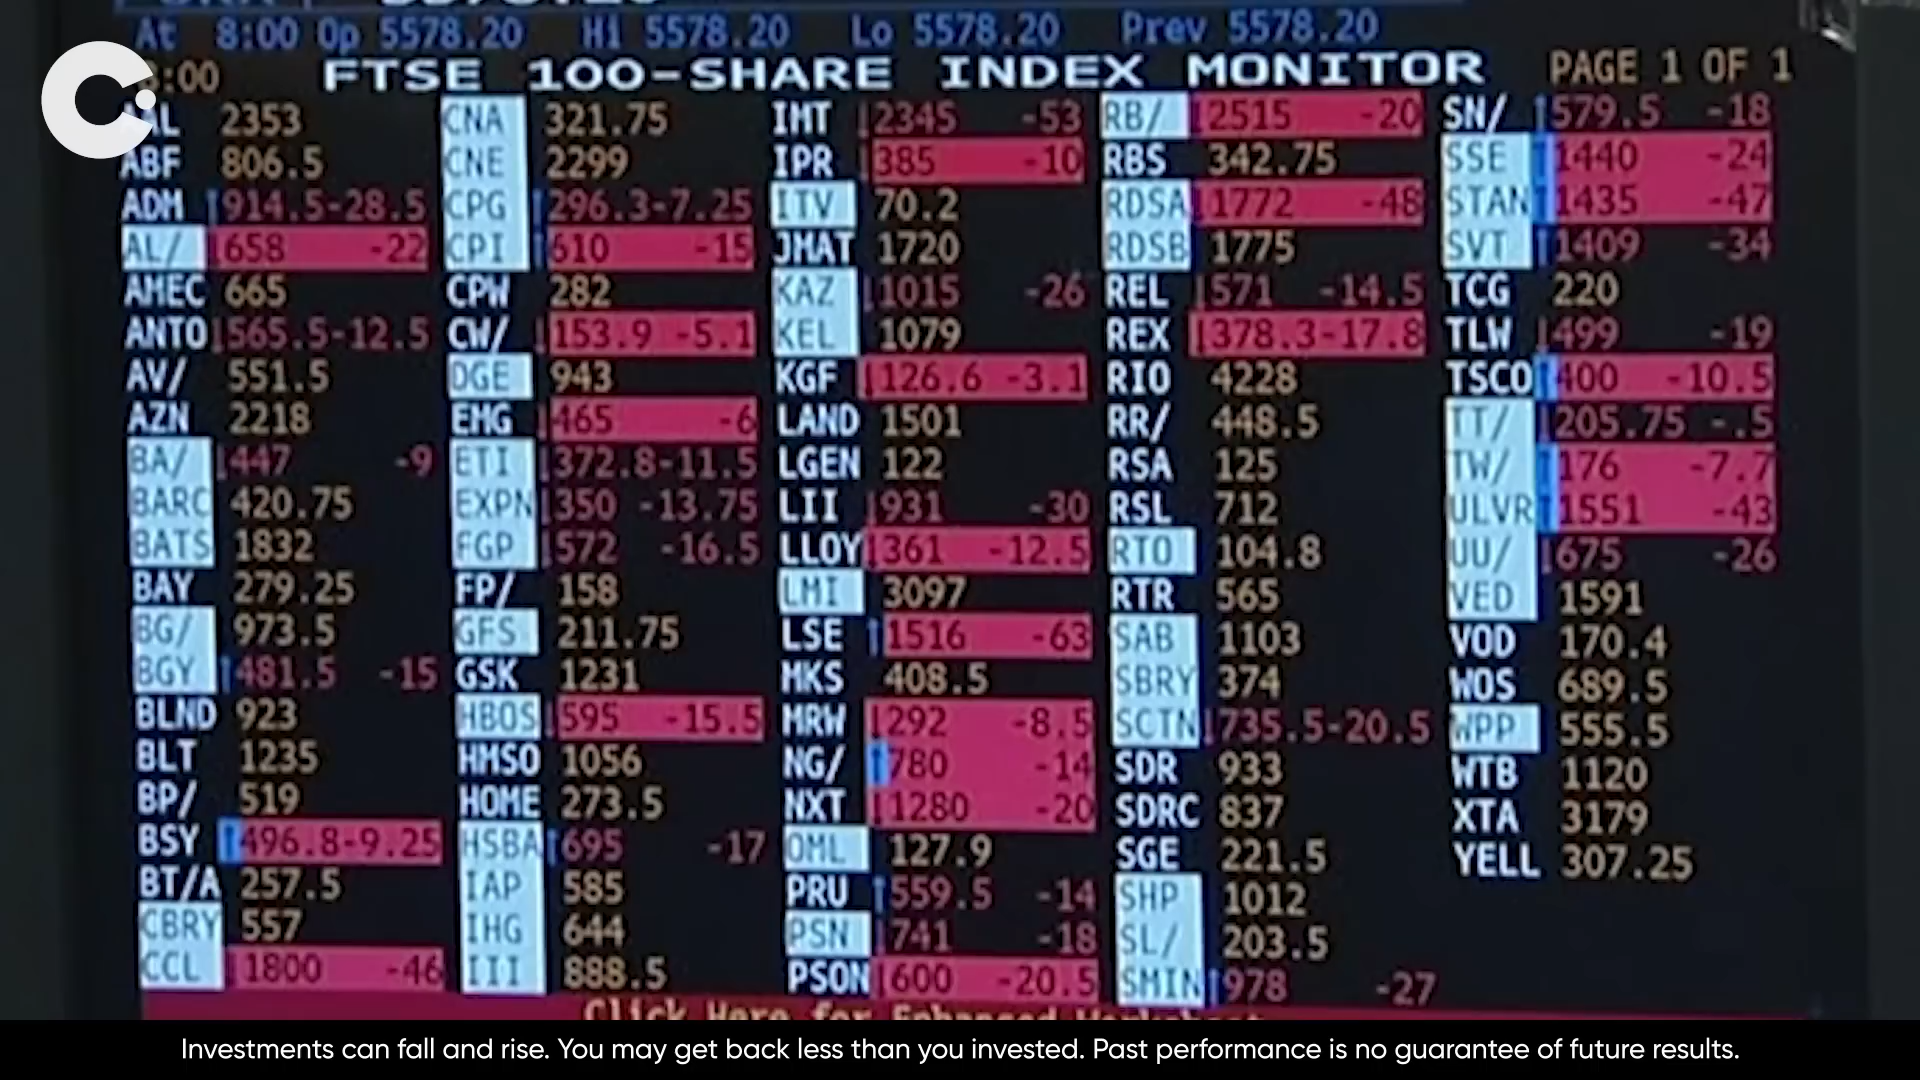 At 8:00 Op 5578.20 Hi 5578.20 Lo 5578.20 Prev 5578.20
8:00 FTSE 100-SHARE INDEX MONITOR PAGE 1 OF 1
AAL 2353 CNA 321.75 IMT 2345 -53 RB/ 2515 -20 SN/ 579.5 -18
ABF 806.5 CNE 2299 IPR 385 -10 RBS 342.75 SSE 1440 -24
ADM 914.5-28.5 CPG 296.3-7.25 ITV 70.2 RDSA 1772 -48 STAN 1435 -47
AL/ 658 -22 CPI 610 -15 JMAT 1720 RDSB 1775 SVT 1409 -34
AMEC 665 CPW 282 KAZ 1015 -26 REL 571 -14.5 TCG 220
ANTO 565.5-12.5 CW/ 153.9 -5.1 KEL 1079 REX 378.3-17.8 TLW 499 -19
AV/ 551.5 DGE 943 KGF 126.6 -3.1 RIO 4228 TSCO 400 -10.5
AZN 2218 EMG 465 -6 LAND 1501 RR/ 448.5 TT/ 205.75 -.5
BA/ 447 -9 ETI 372.8-11.5 LGEN 122 RSA 125 TW/ 176 -7.7
BARC 420.75 EXPN 350 -13.75 LII 931 -30 RSL 712 ULVR 1551 -43
BATS 1832 FGP 572 -16.5 LLOY 361 -12.5 RTO 104.8 UU/ 675 -26
BAY 279.25 FP/ 158 LMI 3097 RTR 565 VED 1591
BG/ 973.5 GFS 211.75 LSE 1516 -63 SAB 1103 VOD 170.4
BGY 481.5 -15 GSK 1231 MKS 408.5 SBRY 374 WOS 689.5
BLND 923 HBOS 595 -15.5 MRW 292 -8.5 SCTN 735.5-20.5 WPP 555.5
BLT 1235 HMSO 1056 NG/ 780 -14 SDR 933 WTB 1120
BP/ 519 HOME 273.5 NXT 1280 -20 SDRC 837 XTA 3179
BSY 496.8-9.25 HSBA 695 -17 OML 127.9 SGE 221.5 YELL 307.25
BT/A 257.5 IAP 585 PRU 559.5 -14 SHP 1012
CBRY 557 IHG 644 PSN 741 -18 SL/ 203.5
CCL 1800 -46 III 888.5 PSON 600 -20.5 SMIN 978 -27
Click Here for Enhanced
Investments can fall and rise. You may get back less than you invested. Past performance is no guarantee of future results.